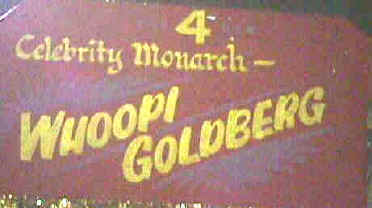 4
Celebrity Monarch —
WHOOPI
GOLDBERG